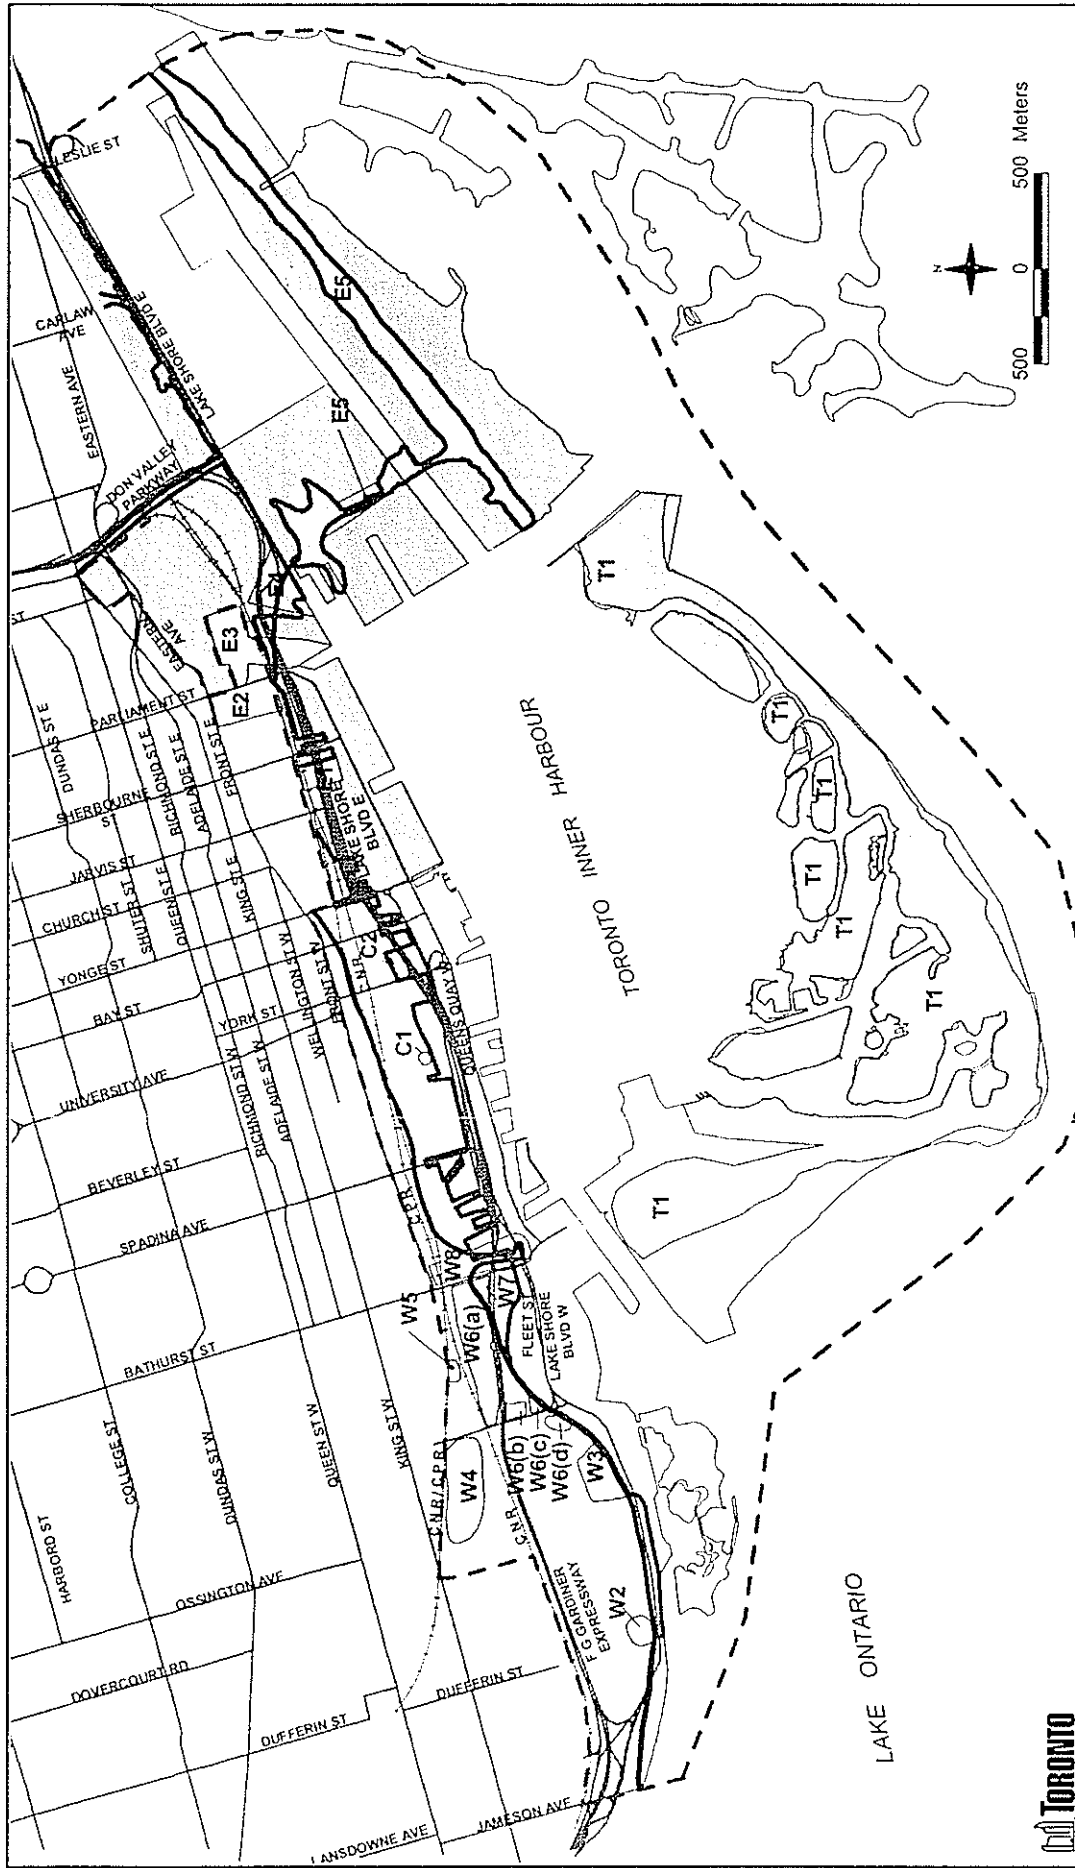 HARBORD ST
COLLEGE ST
DUNDAS ST W
QUEEN ST W
KING ST W
LANSDOWNE AVE
JAMESON AVE
DUFFERIN ST
DUFFERIN ST
DOVERCOURT RD
OSSINGTON AVE
BATHURST ST
SPADINA AVE
BEVERLEY ST
UNIVERSITY AVE
BAY ST
YORK ST
YONGE ST
CHURCH ST
JARVIS ST
SHERBOURNE
ST
PARLIAMENT ST
DUNDAS ST E
SHUTER ST
QUEEN ST E
RICHMOND ST E
ADELAIDE ST E
KING ST E
FRONT ST E
RICHMOND ST W
ADELAIDE ST W
WELLINGTON ST W
FRONT ST W
EASTERN
AVE
ST
DON VALLEY
PARKWAY
EASTERN AVE
CARLAW
AVE
LESLIE ST
LAKE SHORE BLVD E
LAKE SHORE
BLVD E
QUEENS QUAY W
C.N.R.
C.P.R.
C.N.R/C.P.R.
C.N.R.
F G GARDINER
EXPRESSWAY
FLEET ST
LAKE SHORE
BLVD W
W2
W3
W4
W5
W6(a)
W6(b)
W6(c)
W6(d)
W7
W8
C1
C2
E2
E3
E5
E5
T1
T1
T1
T1
T1
T1
T1
TORONTO INNER HARBOUR
LAKE ONTARIO
N
500 0 500 Meters
TORONTO